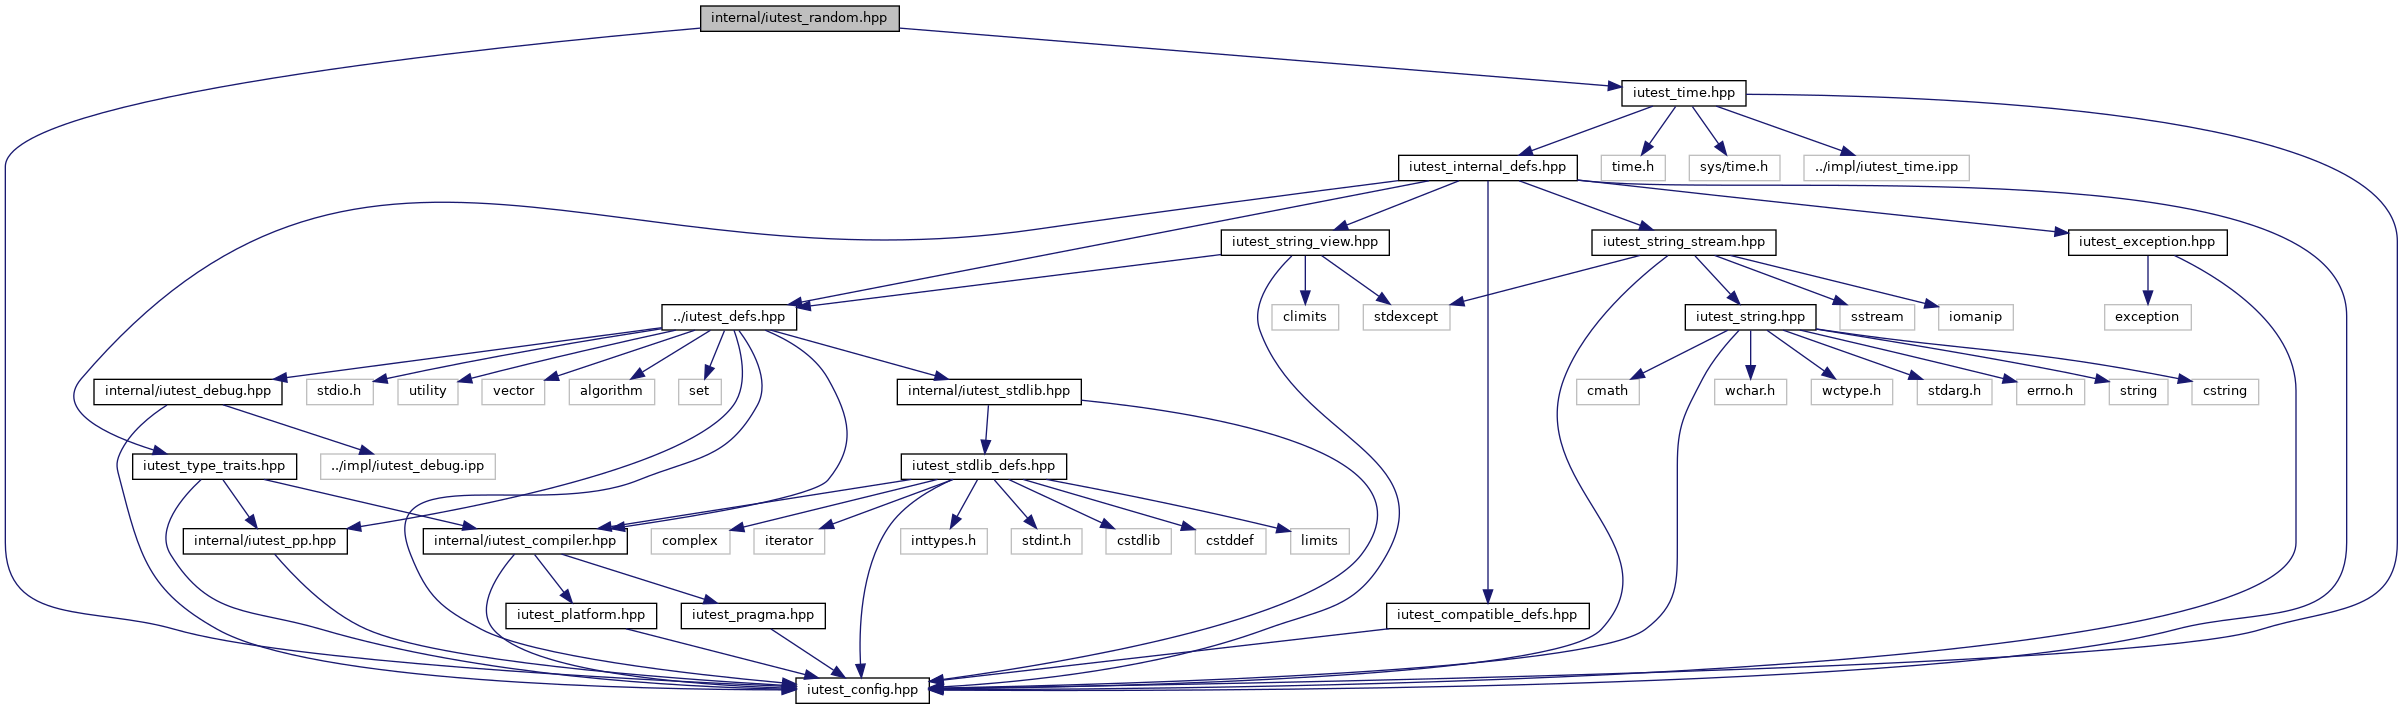 internal/iutest_random.hpp
iutest_time.hpp
iutest_internal_defs.hpp
time.h
sys/time.h
../impl/iutest_time.ipp
iutest_string_view.hpp
iutest_string_stream.hpp
iutest_exception.hpp
../iutest_defs.hpp
climits
stdexcept
iutest_string.hpp
sstream
iomanip
exception
internal/iutest_debug.hpp
stdio.h
utility
vector
algorithm
set
internal/iutest_stdlib.hpp
cmath
wchar.h
wctype.h
stdarg.h
errno.h
string
cstring
iutest_type_traits.hpp
../impl/iutest_debug.ipp
iutest_stdlib_defs.hpp
internal/iutest_pp.hpp
internal/iutest_compiler.hpp
complex
iterator
inttypes.h
stdint.h
cstdlib
cstddef
limits
iutest_platform.hpp
iutest_pragma.hpp
iutest_compatible_defs.hpp
iutest_config.hpp